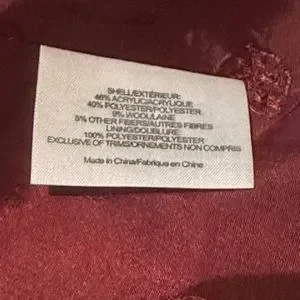 SHELL/EXTÉRIEUR:
46% ACRYLIC/ACRYLIQUE
40% POLYESTER/POLYESTER
9% WOOL/LAINE
5% OTHER FIBERS/AUTRES FIBRES
LINING/DOUBLURE
100% POLYESTER/POLYESTER
EXCLUSIVE OF TRIMS/ORNEMENTS NON COMPRIS
Made in China/Fabriqué en Chine